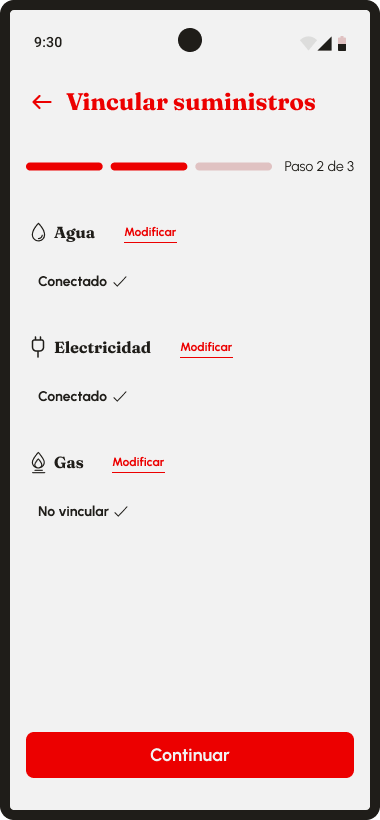 9:30
Vincular suministros
Paso 2 de 3
Agua Modificar
Conectado
Electricidad Modificar
Conectado
Gas Modificar
No vincular
Continuar